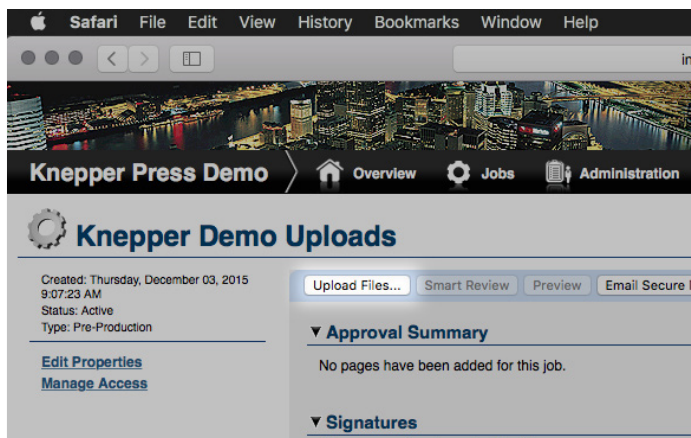 Safari File Edit View History Bookmarks Window Help
in
Knepper Press Demo Overview Jobs Administration
Knepper Demo Uploads
Created: Thursday, December 03, 2015
9:07:23 AM
Status: Active
Type: Pre-Production
Edit Properties
Manage Access
Upload Files... Smart Review Preview Email Secure
Approval Summary
No pages have been added for this job.
Signatures